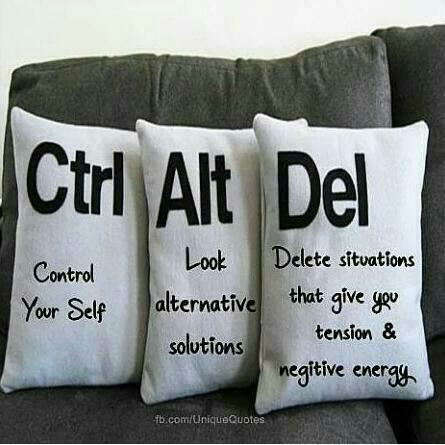 Ctrl
Control
Your Self
Alt
Look
alternative
solutions
Del
Delete situations
that give you
tension &
negitive energy
fb.com/UniqueQuotes